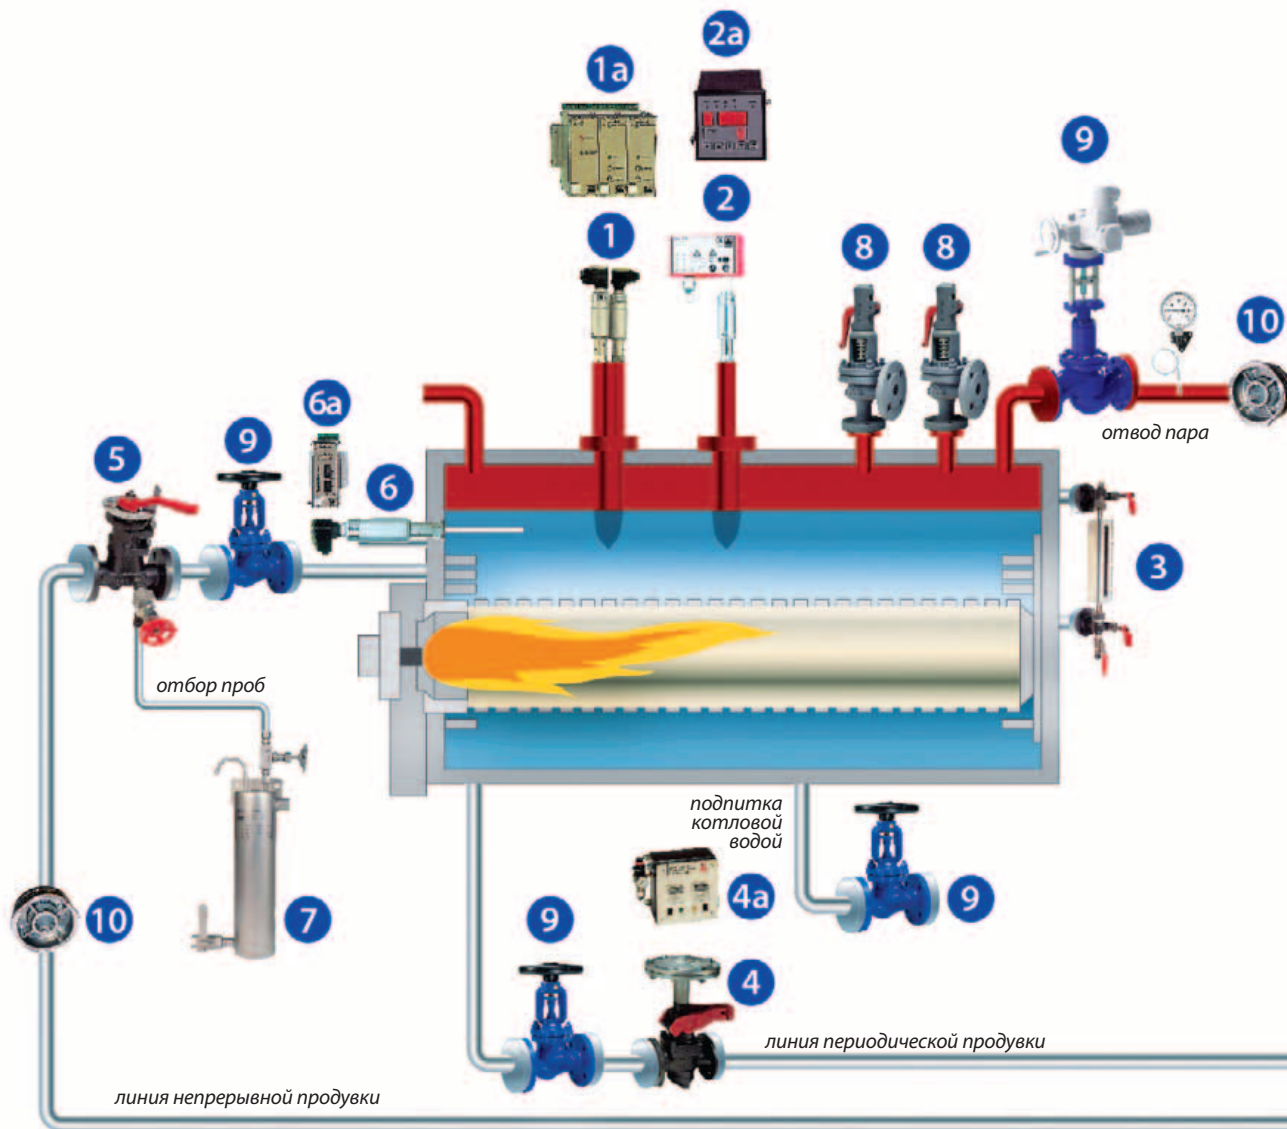 2a
1a
9
2
1
8
8
10
6a
отвод пара
9
5
6
3
отбор проб
подпитка
котловой
водой
4a
9
10
7
9
4
линия периодической продувки
линия непрерывной продувки